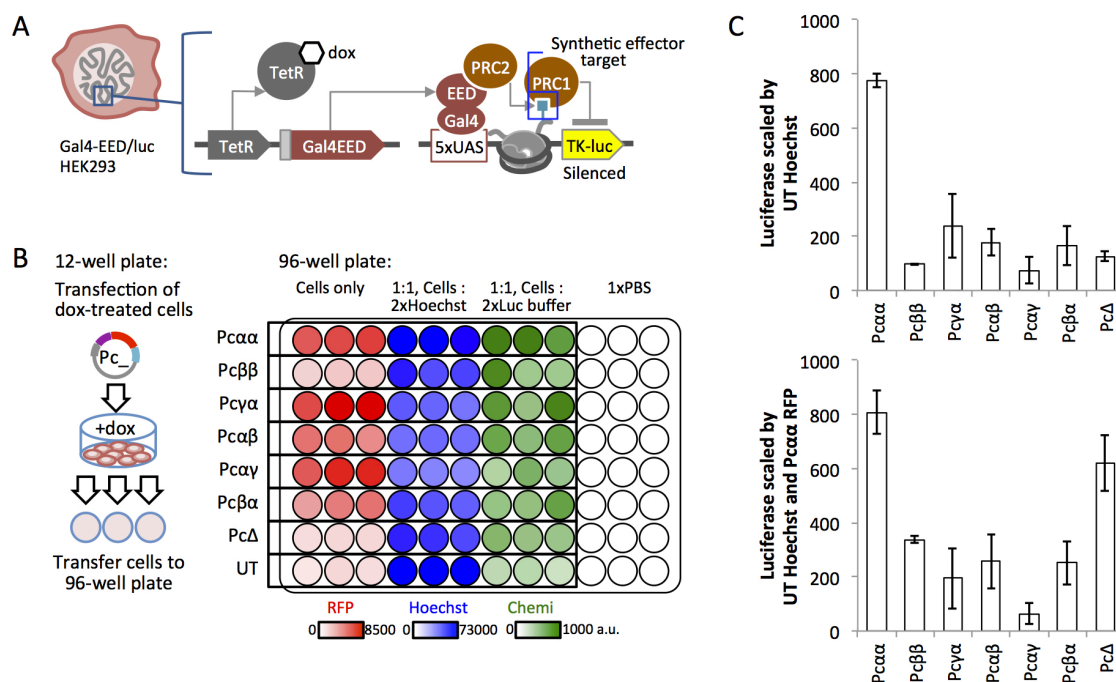 A
TetR
dox
Gal4-EED/luc
HEK293
TetR
Gal4EED
PRC2
EED
Gal4
5xUAS
Synthetic effector
target
PRC1
TK-luc
Silenced
B
12-well plate:
Transfection of
dox-treated cells
Pc_
+dox
Transfer cells to
96-well plate
96-well plate:
Cells only
1:1, Cells :
2xHoechst
1:1, Cells :
2xLuc buffer
1xPBS
Pcαα
Pcββ
Pcγα
Pcαβ
Pcαγ
Pcβα
PcΔ
UT
RFP
0 8500
Hoechst
0 73000
Chemi
0 1000 a.u.
C
Luciferase scaled by
UT Hoechst
1000
800
600
400
200
0
Pcαα
Pcββ
Pcγα
Pcαβ
Pcαγ
Pcβα
PcΔ
Luciferase scaled by
UT Hoechst and Pcαα RFP
1000
800
600
400
200
0
Pcαα
Pcββ
Pcγα
Pcαβ
Pcαγ
Pcβα
PcΔ